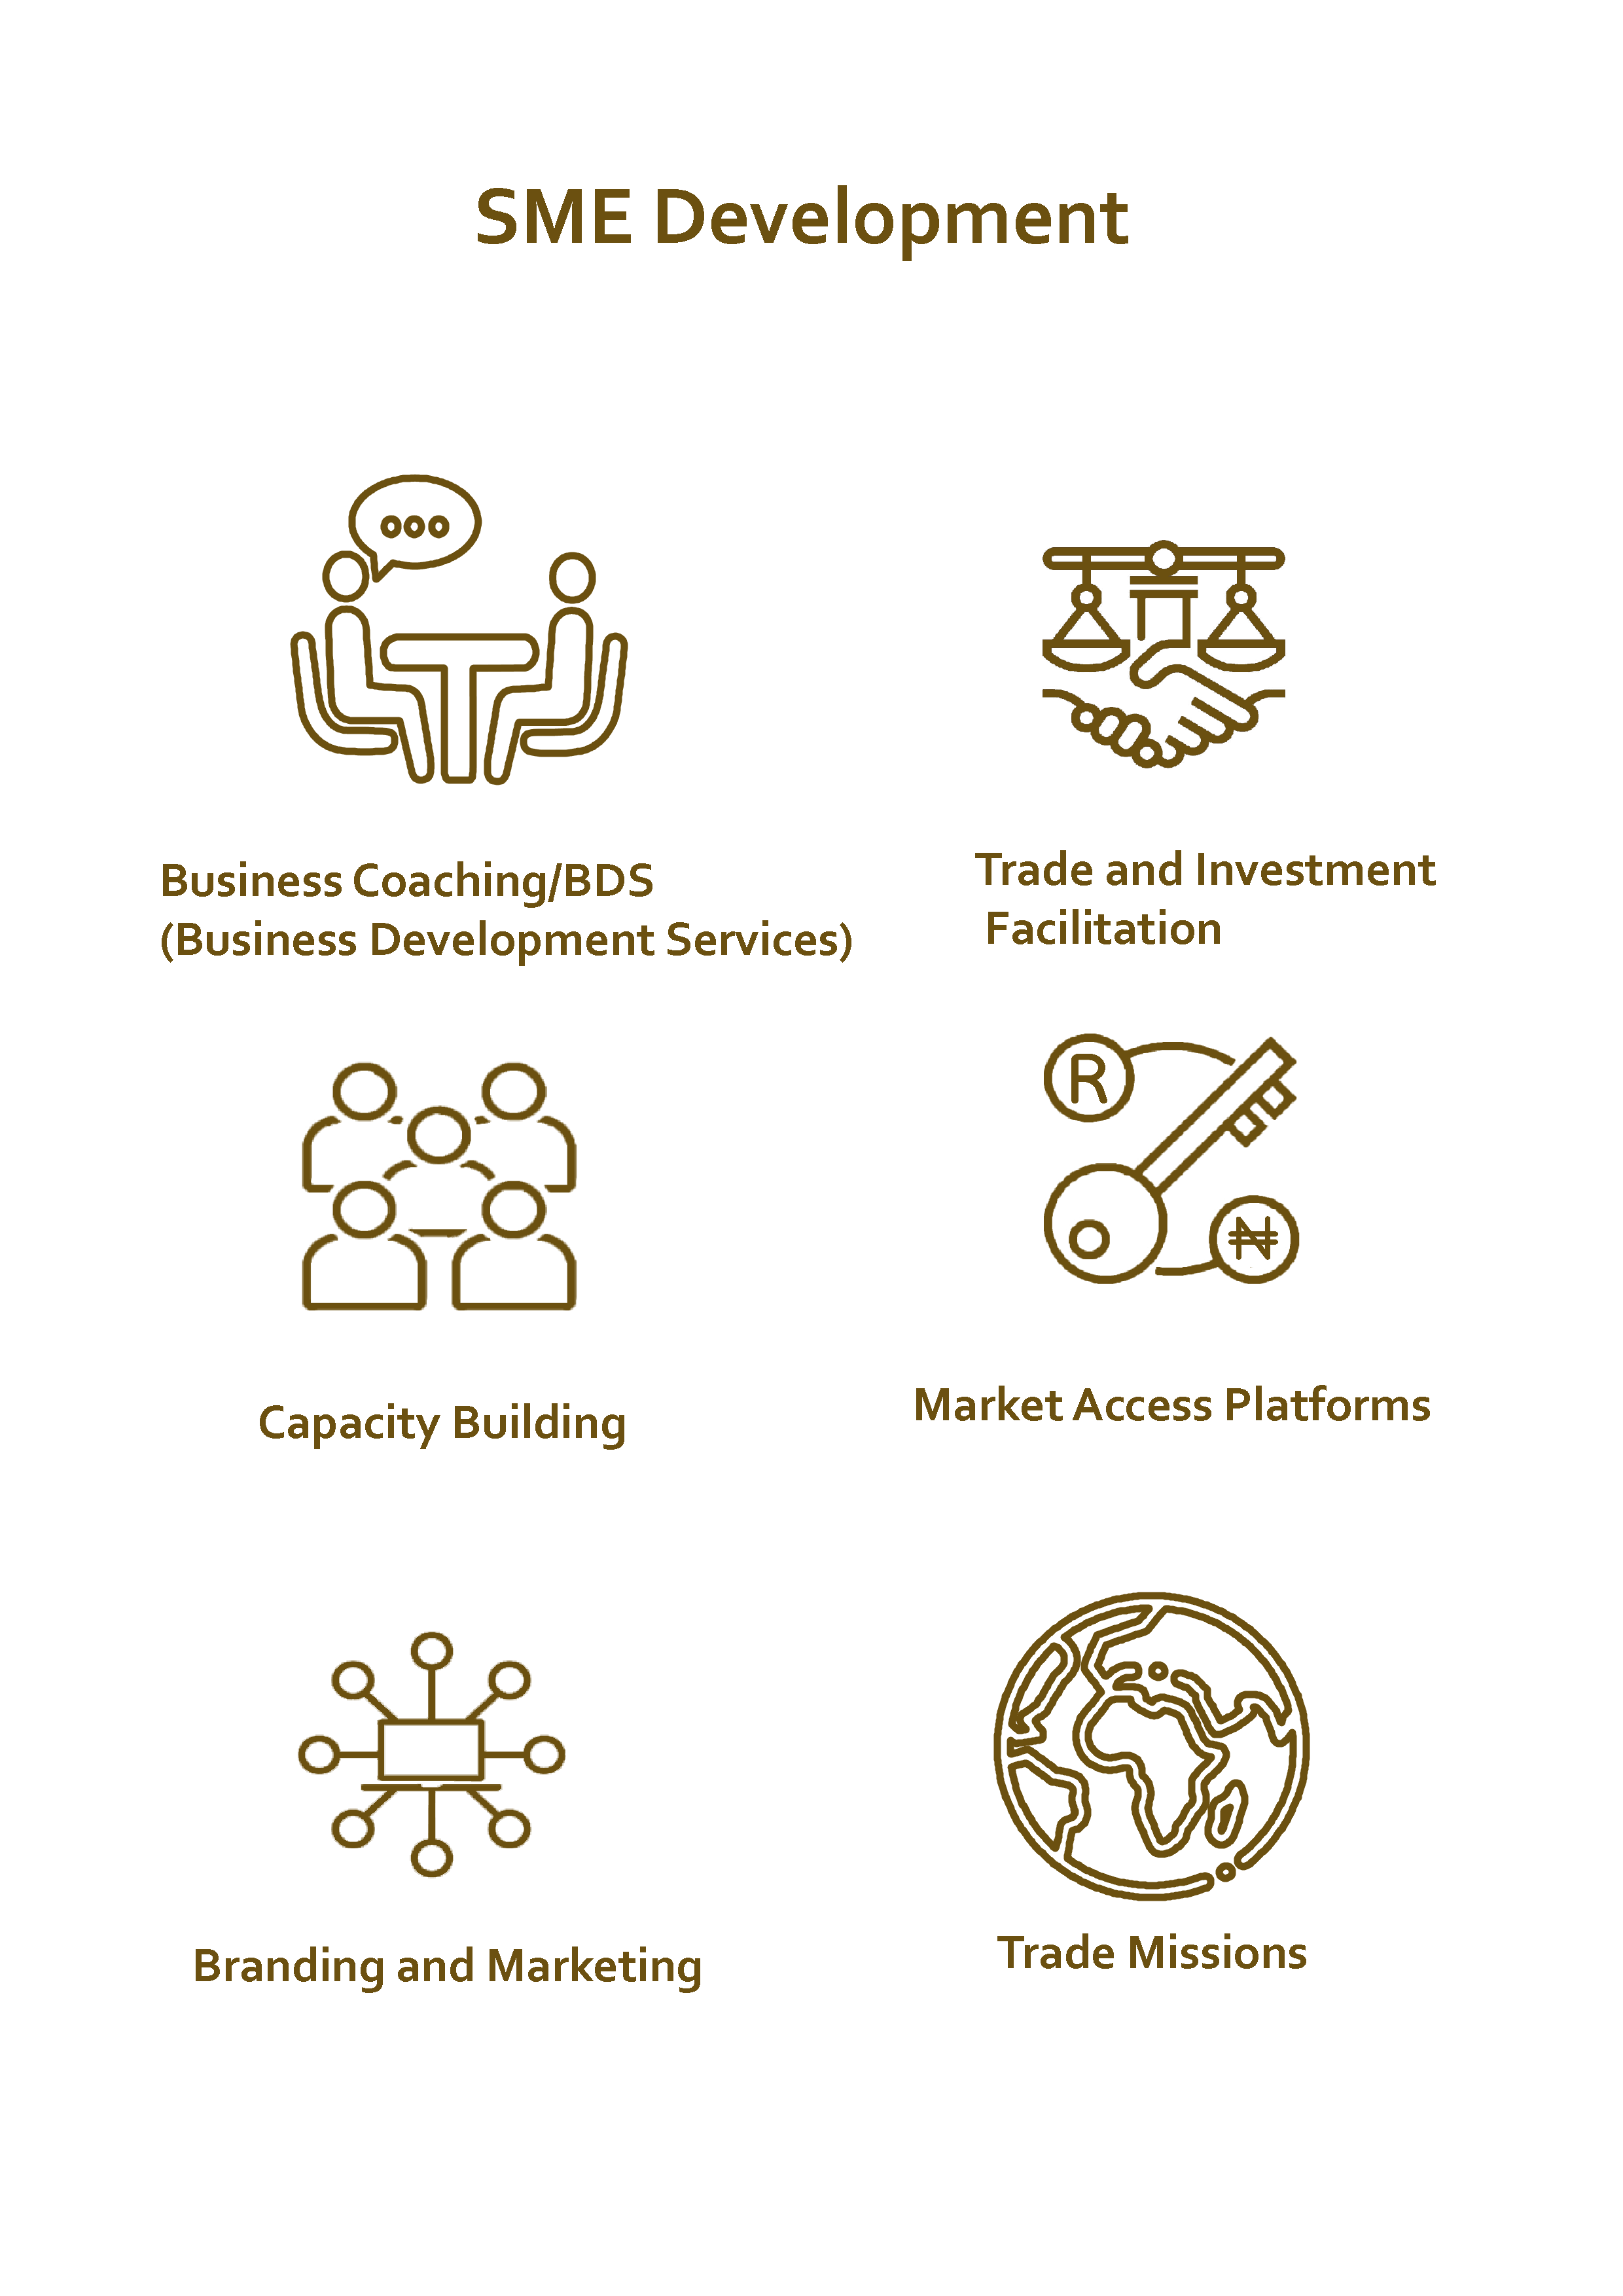 SME Development
Business Coaching/BDS
(Business Development Services)
Trade and Investment
Facilitation
R
₦
Capacity Building
Market Access Platforms
Branding and Marketing
Trade Missions